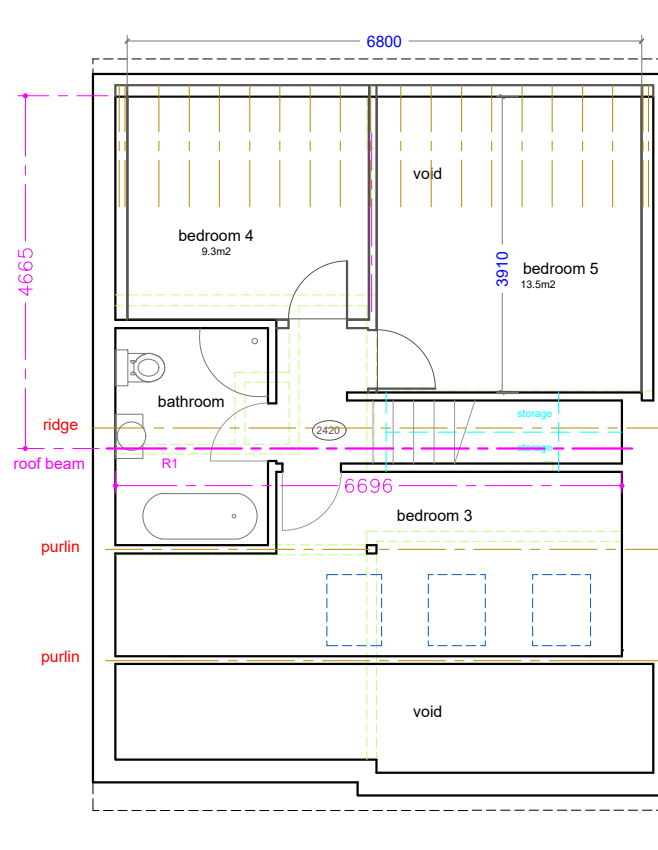 6800
void
bedroom 4
9.3m2
4665
3910
bedroom 5
13.5m2
bathroom
storage
ridge
2420
storage
roof beam
R1
6696
bedroom 3
purlin
purlin
void